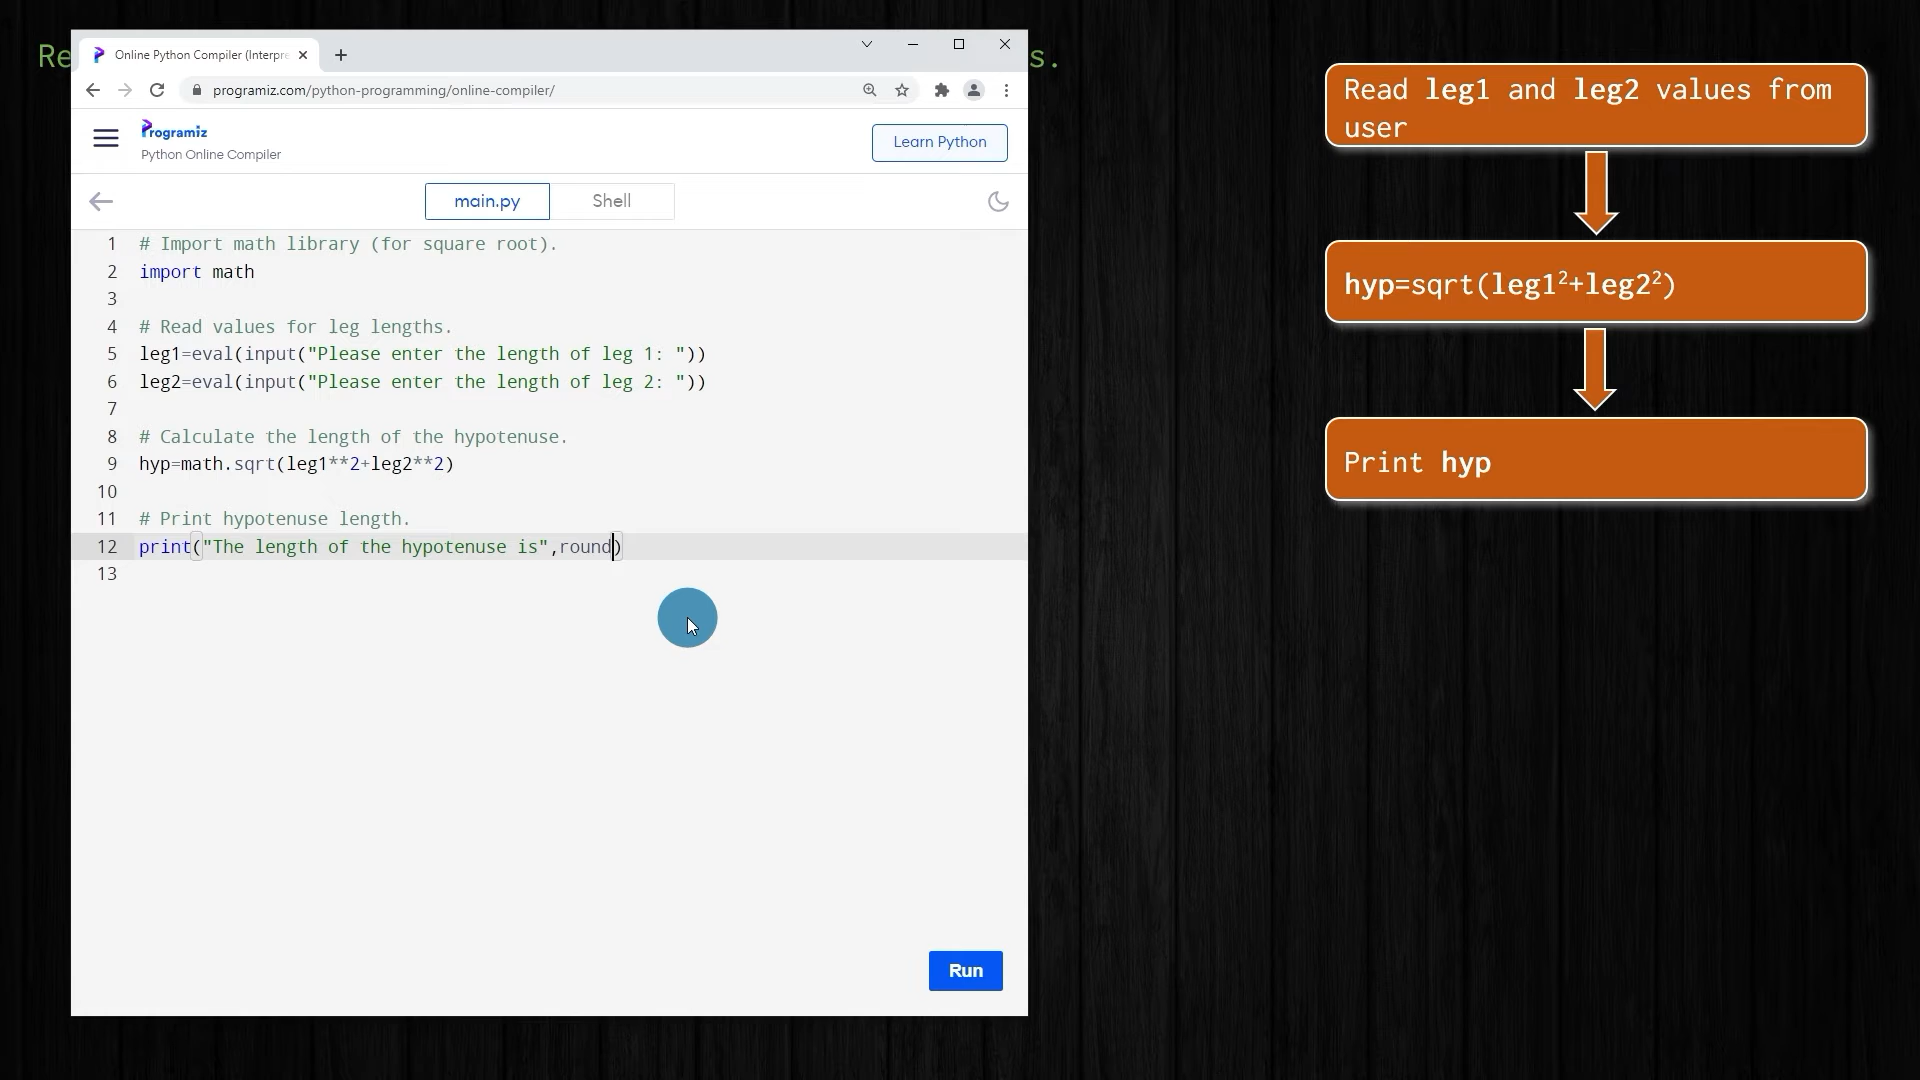 Re
s.
Online Python Compiler (Interpre
programiz.com/python-programming/online-compiler/
Programiz
Python Online Compiler
Learn Python
main.py
Shell
1 # Import math library (for square root).
2 import math
3
4 # Read values for leg lengths.
5 leg1=eval(input("Please enter the length of leg 1: "))
6 leg2=eval(input("Please enter the length of leg 2: "))
7
8 # Calculate the length of the hypotenuse.
9 hyp=math.sqrt(leg1**2+leg2**2)
10
11 # Print hypotenuse length.
12 print("The length of the hypotenuse is",round)
13
Run
Read leg1 and leg2 values from
user
hyp=sqrt(leg1²+leg2²)
Print hyp